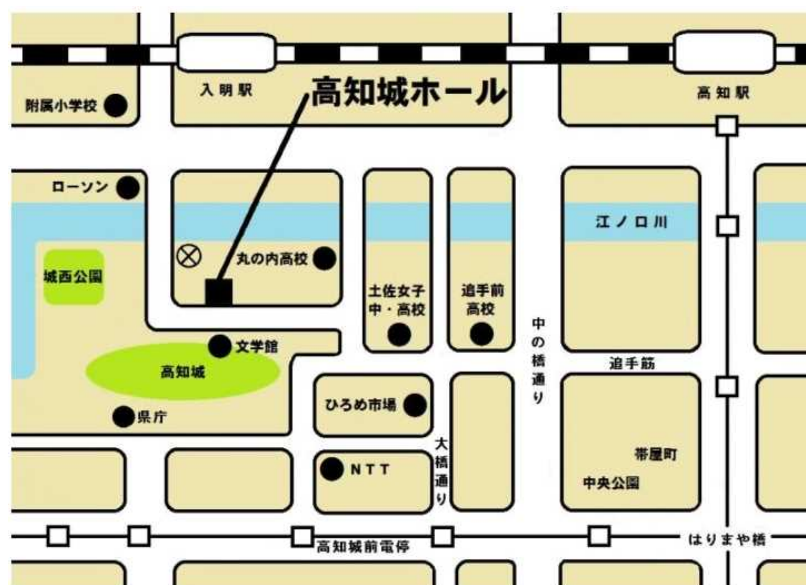 入明駅
高知城ホール
高知駅
附属小学校
ローソン
江ノ口川
丸の内高校
城西公園
土佐女子
中・高校
追手前
高校
中の橋通り
文学館
追手筋
高知城
ひろめ市場
県庁
大橋通り
帯屋町
NTT
中央公園
高知城前電停
はりまや橋